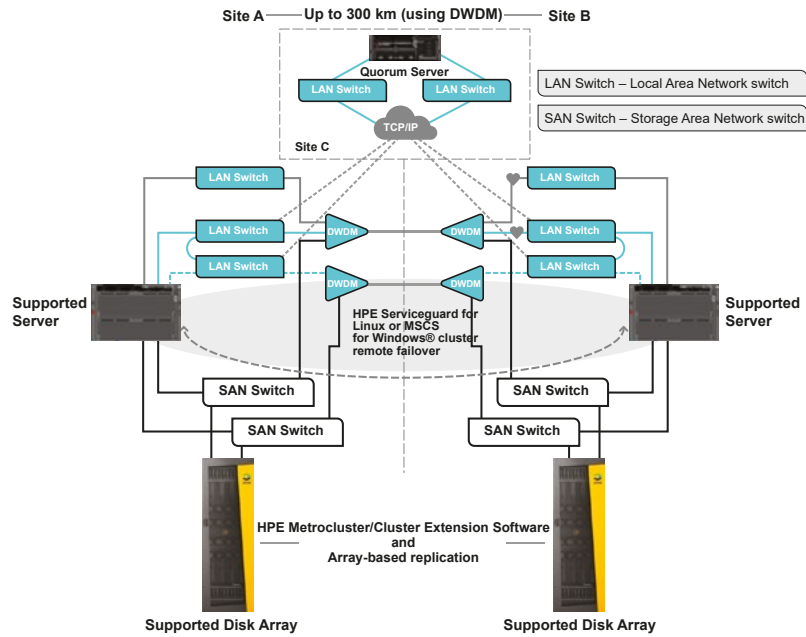 Site A
Up to 300 km (using DWDM)
Site B
Quorum Server
LAN Switch
LAN Switch
TCP/IP
Site C
LAN Switch – Local Area Network switch
SAN Switch – Storage Area Network switch
LAN Switch
LAN Switch
LAN Switch
DWDM
DWDM
LAN Switch
LAN Switch
LAN Switch
DWDM
DWDM
Supported
Server
HPE Serviceguard for
Linux or MSCS
for Windows® cluster
remote failover
Supported
Server
SAN Switch
SAN Switch
SAN Switch
SAN Switch
HPE Metrocluster/Cluster Extension Software
and
Array-based replication
Supported Disk Array
Supported Disk Array